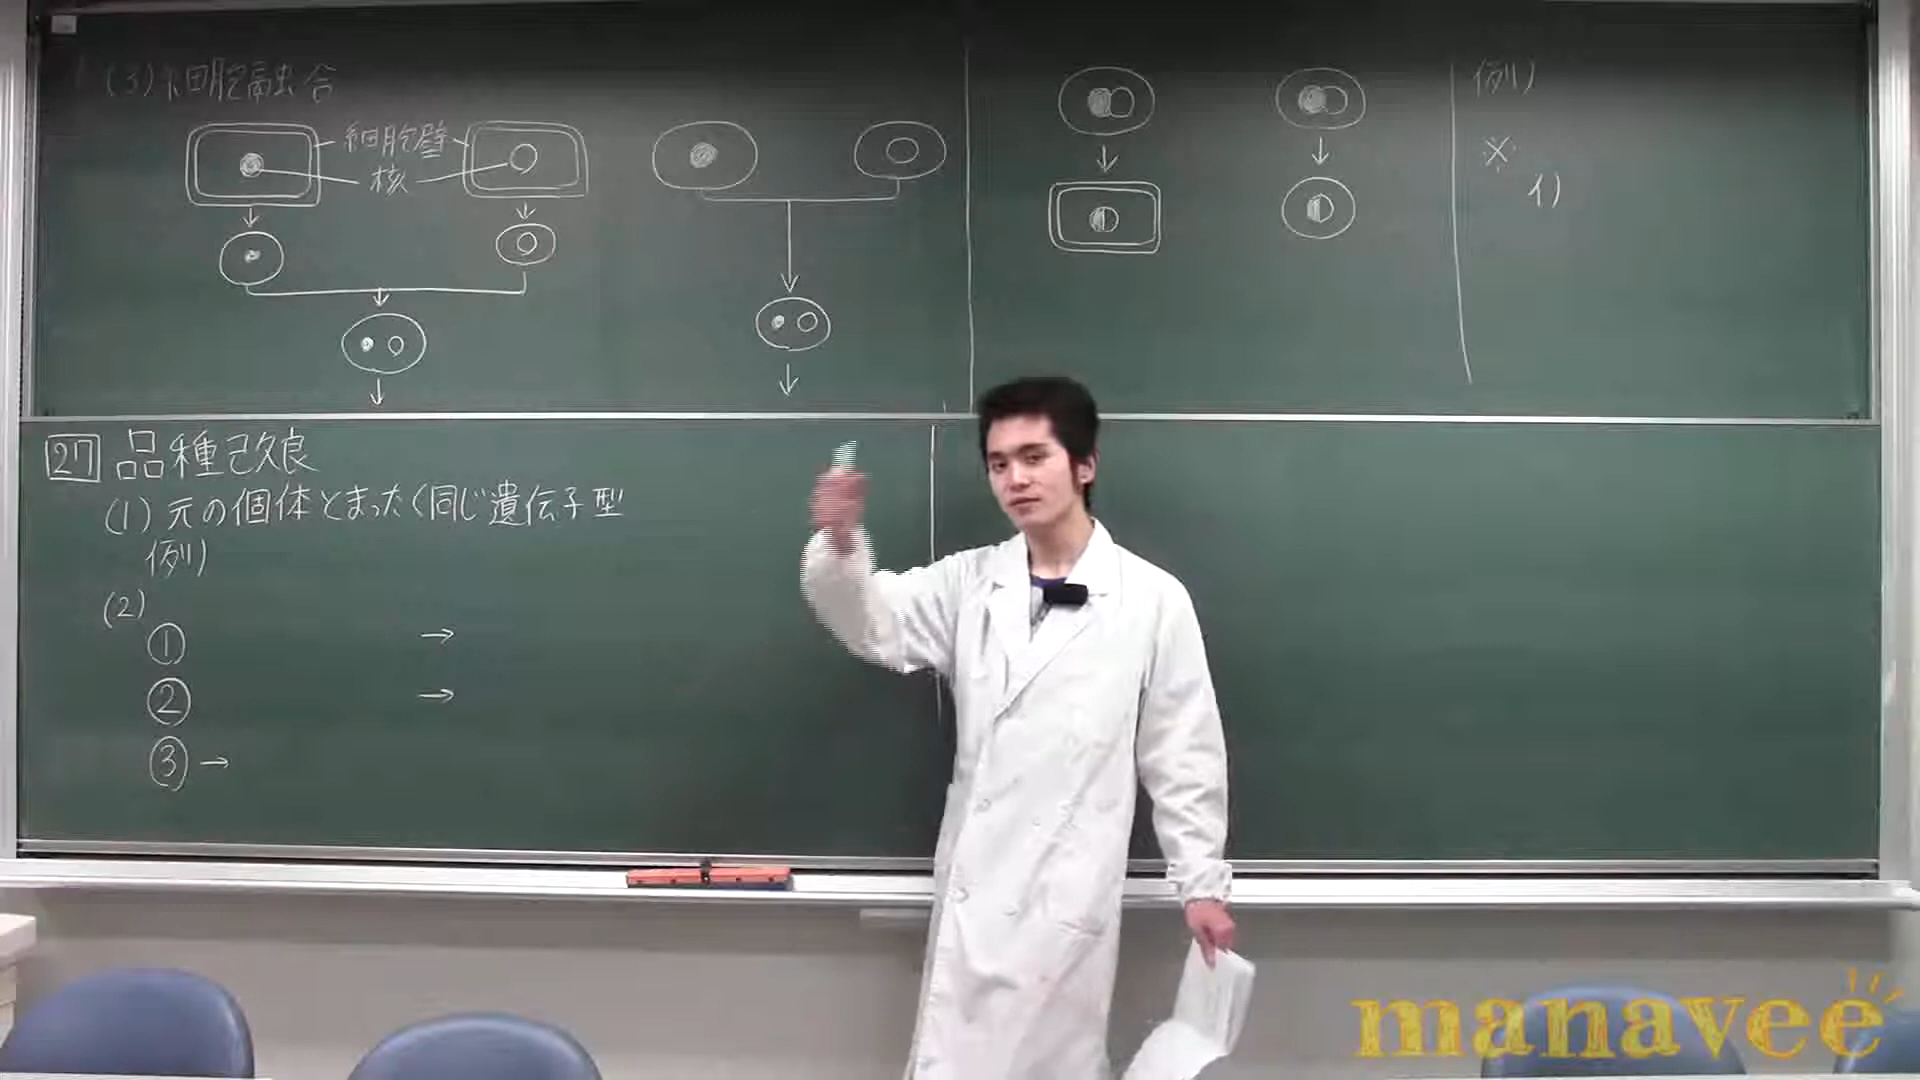 (3) 細胞融合
細胞壁
核
例)
※
イ)
27 品種改良
(1) 元の個体とまったく同じ遺伝子型
例)
(2)
① →
② →
③ →
manavee